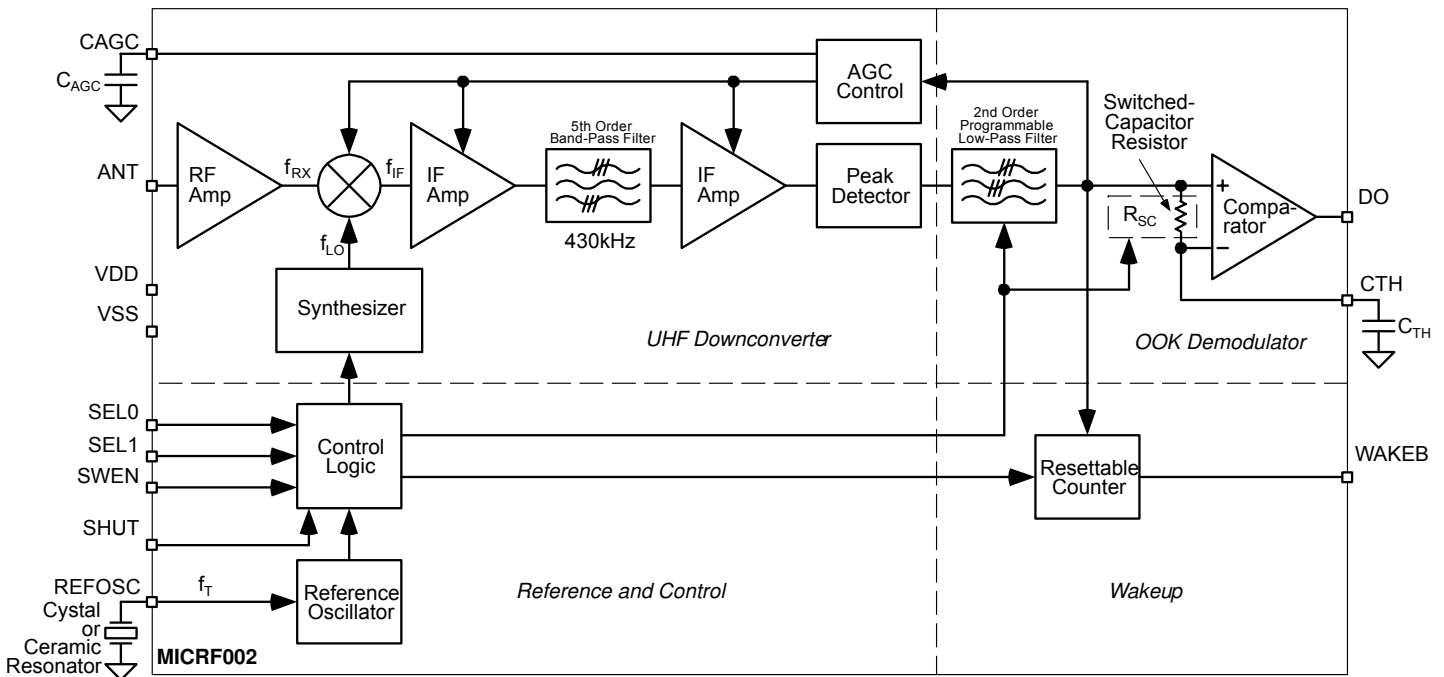 CAGC
C_AGC
AGC
Control
Switched-
Capacitor
Resistor
5th Order
Band-Pass Filter
2nd Order
Programmable
Low-Pass Filter
ANT
RF
Amp
f_RX
f_IF
IF
Amp
430kHz
IF
Amp
Peak
Detector
R_SC
+
−
Compa-
rator
DO
f_LO
VDD
VSS
Synthesizer
CTH
C_TH
UHF Downconverter
OOK Demodulator
SEL0
SEL1
SWEN
SHUT
Control
Logic
Resettable
Counter
WAKEB
REFOSC
f_T
Reference
Oscillator
Reference and Control
Wakeup
Cystal
or
Ceramic
Resonator
MICRF002